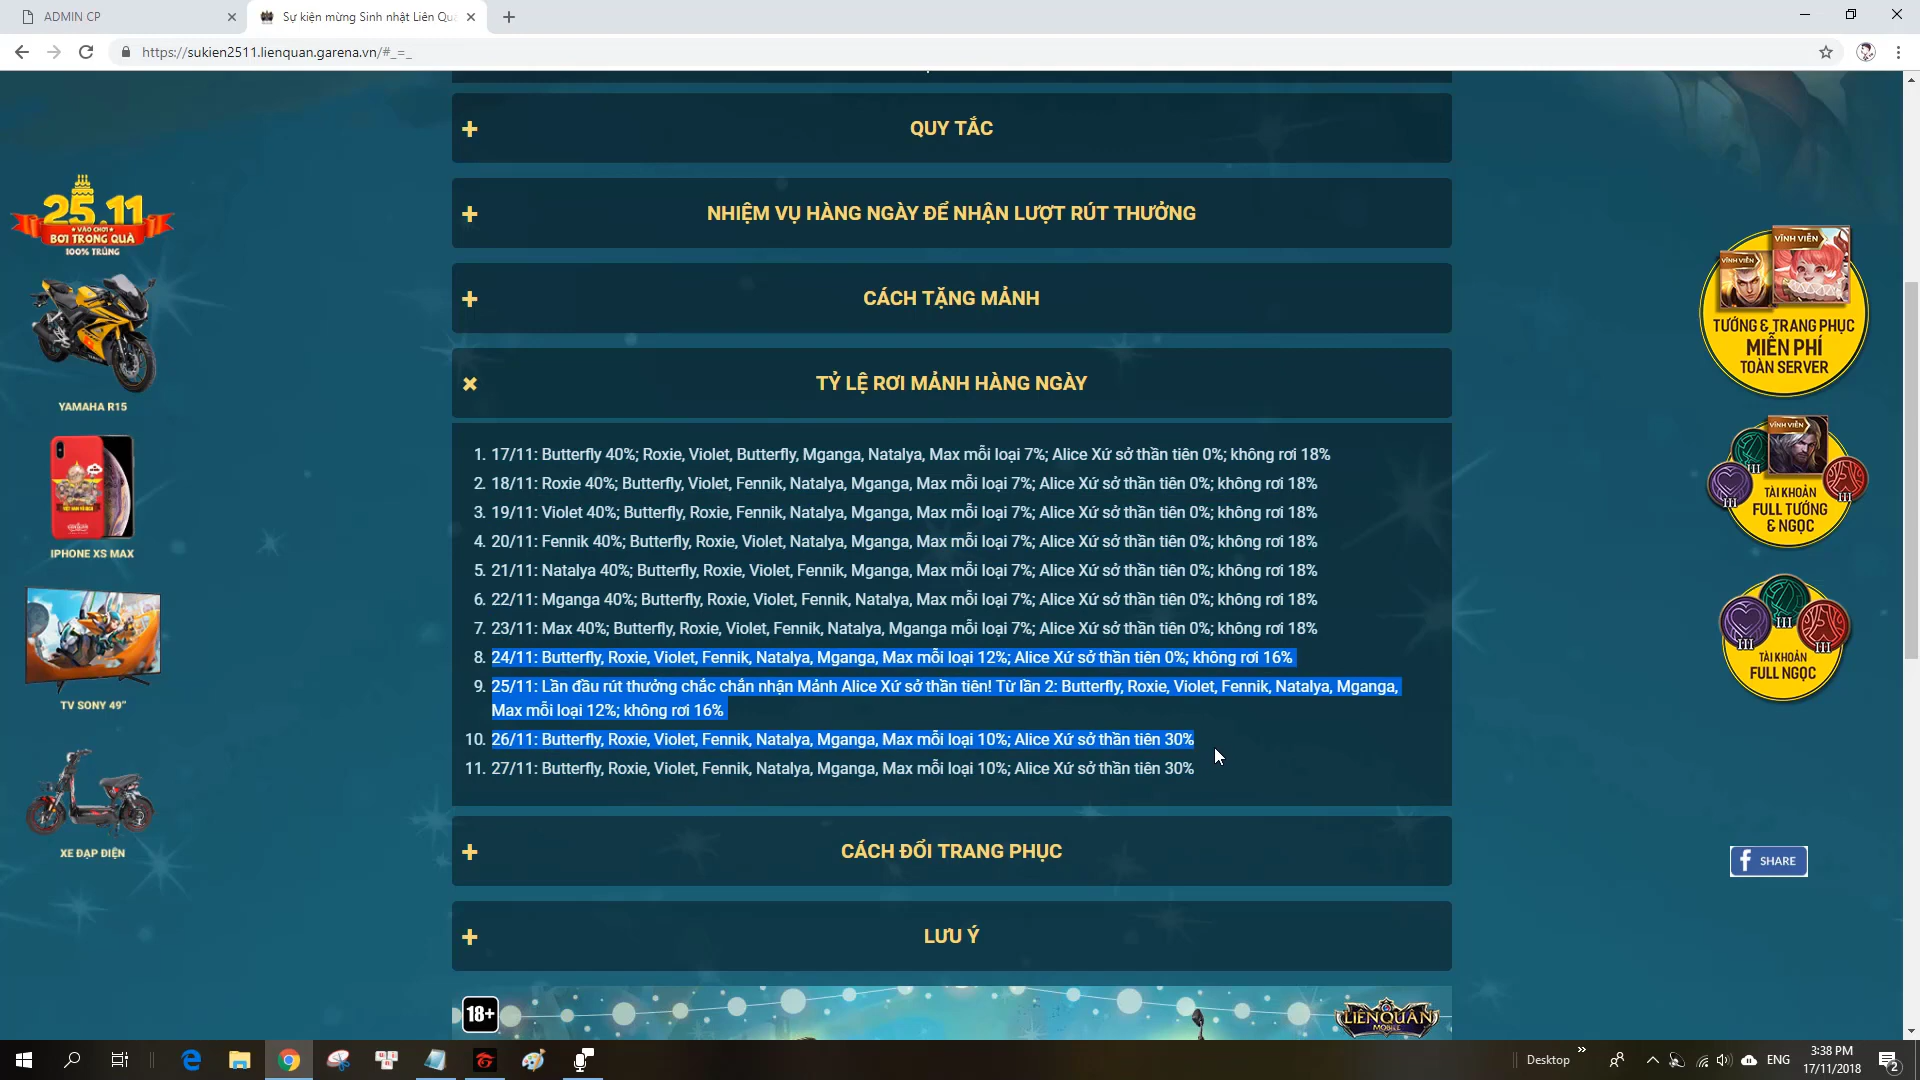 ADMIN CP
Sự kiện mừng Sinh nhật Liên Quâ
https://sukien2511.lienquan.garena.vn/#_=_
QUY TẮC
NHIỆM VỤ HÀNG NGÀY ĐỂ NHẬN LƯỢT RÚT THƯỞNG
CÁCH TẶNG MẢNH
TỶ LỆ RƠI MẢNH HÀNG NGÀY
1. 17/11: Butterfly 40%; Roxie, Violet, Butterfly, Mganga, Natalya, Max mỗi loại 7%; Alice Xứ sở thần tiên 0%; không rơi 18%
2. 18/11: Roxie 40%; Butterfly, Violet, Fennik, Natalya, Mganga, Max mỗi loại 7%; Alice Xứ sở thần tiên 0%; không rơi 18%
3. 19/11: Violet 40%; Butterfly, Roxie, Fennik, Natalya, Mganga, Max mỗi loại 7%; Alice Xứ sở thần tiên 0%; không rơi 18%
4. 20/11: Fennik 40%; Butterfly, Roxie, Violet, Natalya, Mganga, Max mỗi loại 7%; Alice Xứ sở thần tiên 0%; không rơi 18%
5. 21/11: Natalya 40%; Butterfly, Roxie, Violet, Fennik, Mganga, Max mỗi loại 7%; Alice Xứ sở thần tiên 0%; không rơi 18%
6. 22/11: Mganga 40%; Butterfly, Roxie, Violet, Fennik, Natalya, Max mỗi loại 7%; Alice Xứ sở thần tiên 0%; không rơi 18%
7. 23/11: Max 40%; Butterfly, Roxie, Violet, Fennik, Natalya, Mganga mỗi loại 7%; Alice Xứ sở thần tiên 0%; không rơi 18%
8. 24/11: Butterfly, Roxie, Violet, Fennik, Natalya, Mganga, Max mỗi loại 12%; Alice Xứ sở thần tiên 0%; không rơi 16%
9. 25/11: Lần đầu rút thưởng chắc chắn nhận Mảnh Alice Xứ sở thần tiên! Từ lần 2: Butterfly, Roxie, Violet, Fennik, Natalya, Mganga,
Max mỗi loại 12%; không rơi 16%
10. 26/11: Butterfly, Roxie, Violet, Fennik, Natalya, Mganga, Max mỗi loại 10%; Alice Xứ sở thần tiên 30%
11. 27/11: Butterfly, Roxie, Violet, Fennik, Natalya, Mganga, Max mỗi loại 10%; Alice Xứ sở thần tiên 30%
CÁCH ĐỔI TRANG PHỤC
LƯU Ý
18+
LIÊN QUÂN
MOBILE
25.11
VÀO CHƠI
BƠI TRONG QUÀ
100% TRÚNG
YAMAHA R15
IPHONE XS MAX
TV SONY 49"
XE ĐẠP ĐIỆN
VĨNH VIỄN
VĨNH VIỄN
TƯỚNG & TRANG PHỤC
MIỄN PHÍ
TOÀN SERVER
VĨNH VIỄN
III
III
III
TÀI KHOẢN
FULL TƯỚNG
& NGỌC
III
III
III
TÀI KHOẢN
FULL NGỌC
SHARE
Desktop
ENG
3:38 PM
17/11/2018
2